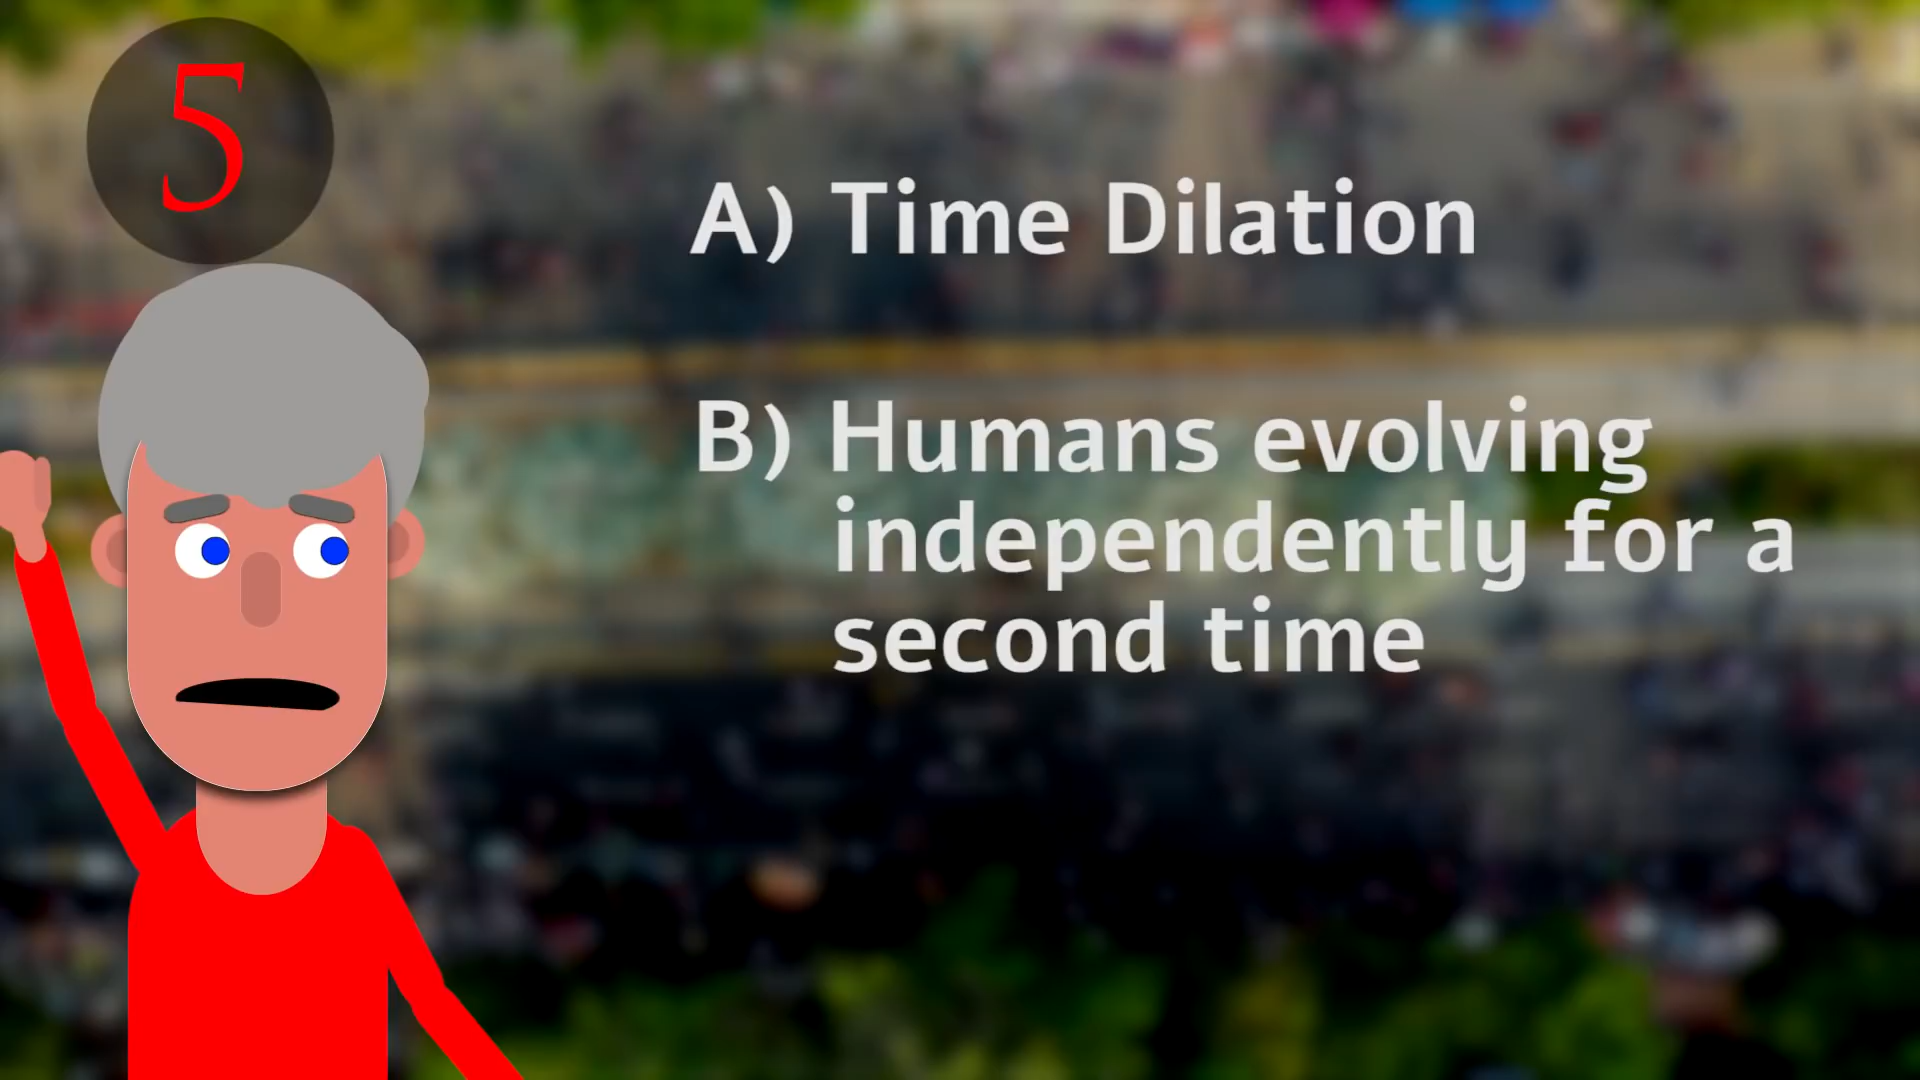 5
A) Time Dilation
B) Humans evolving
independently for a
second time